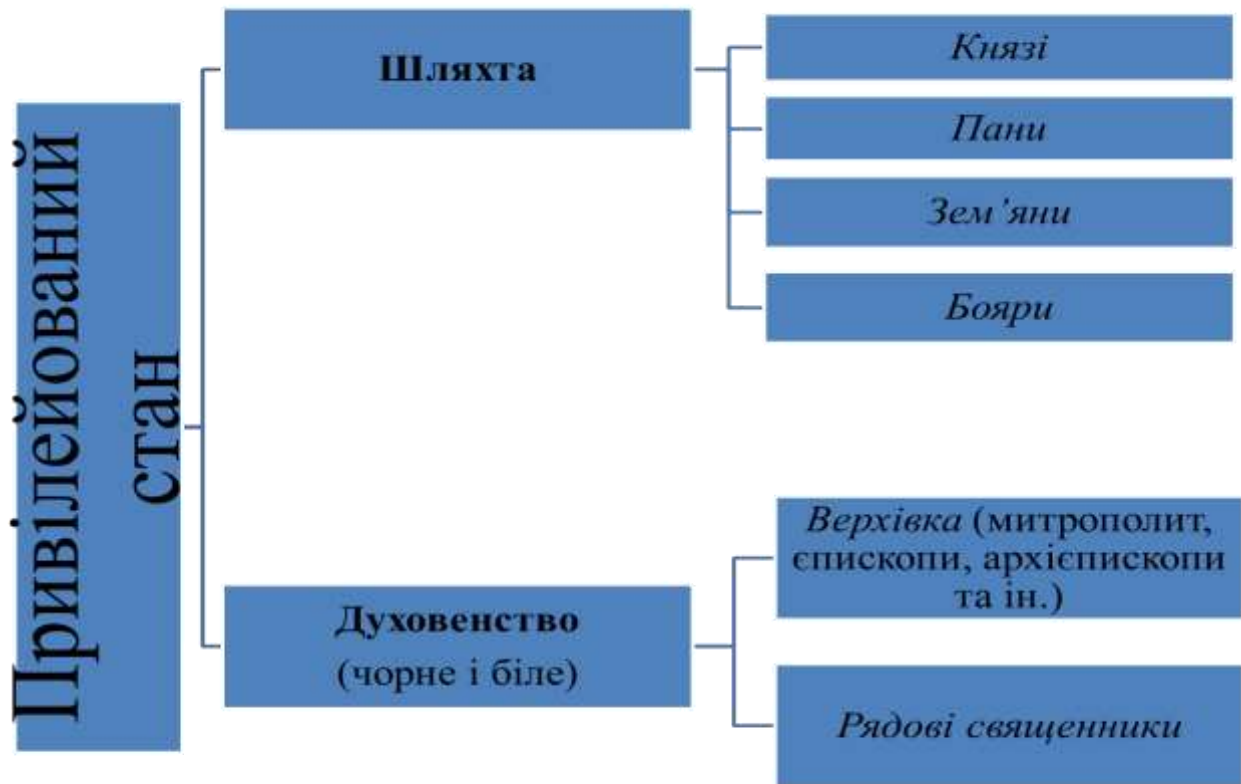 Привілейований
стан
Шляхта
Князі
Пани
Зем’яни
Бояри
Духовенство
(чорне і біле)
Верхівка (митрополит,
єпископи, архієпископи
та ін.)
Рядові священники